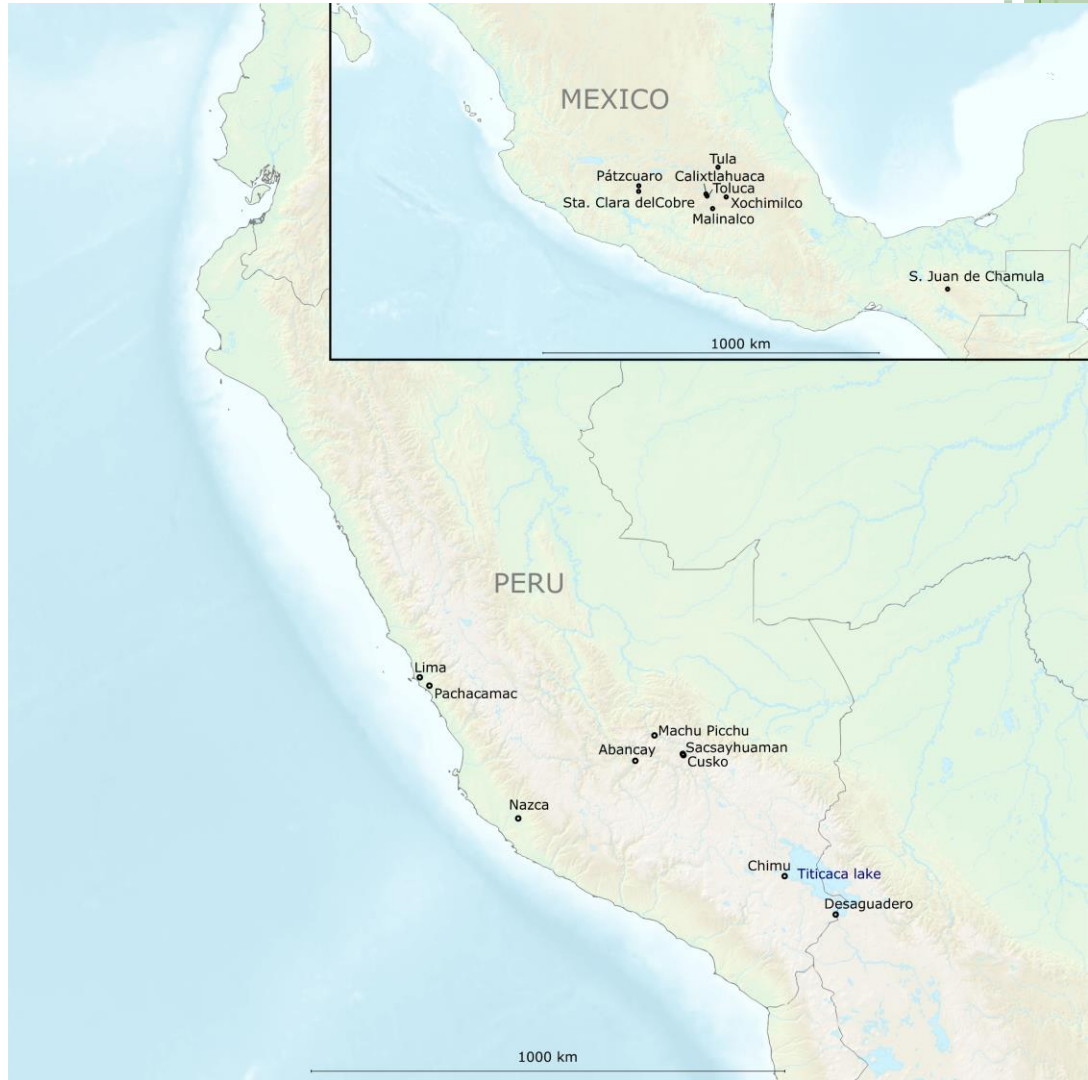 MEXICO
Tula
Pátzcuaro
Calixtlahuaca
Toluca
Sta. Clara delCobre
Xochimilco
Malinalco
S. Juan de Chamula
1000 km
PERU
Lima
Pachacamac
Machu Picchu
Abancay
Sacsayhuaman
Cusko
Nazca
Chimu
Titicaca lake
Desaguadero
1000 km